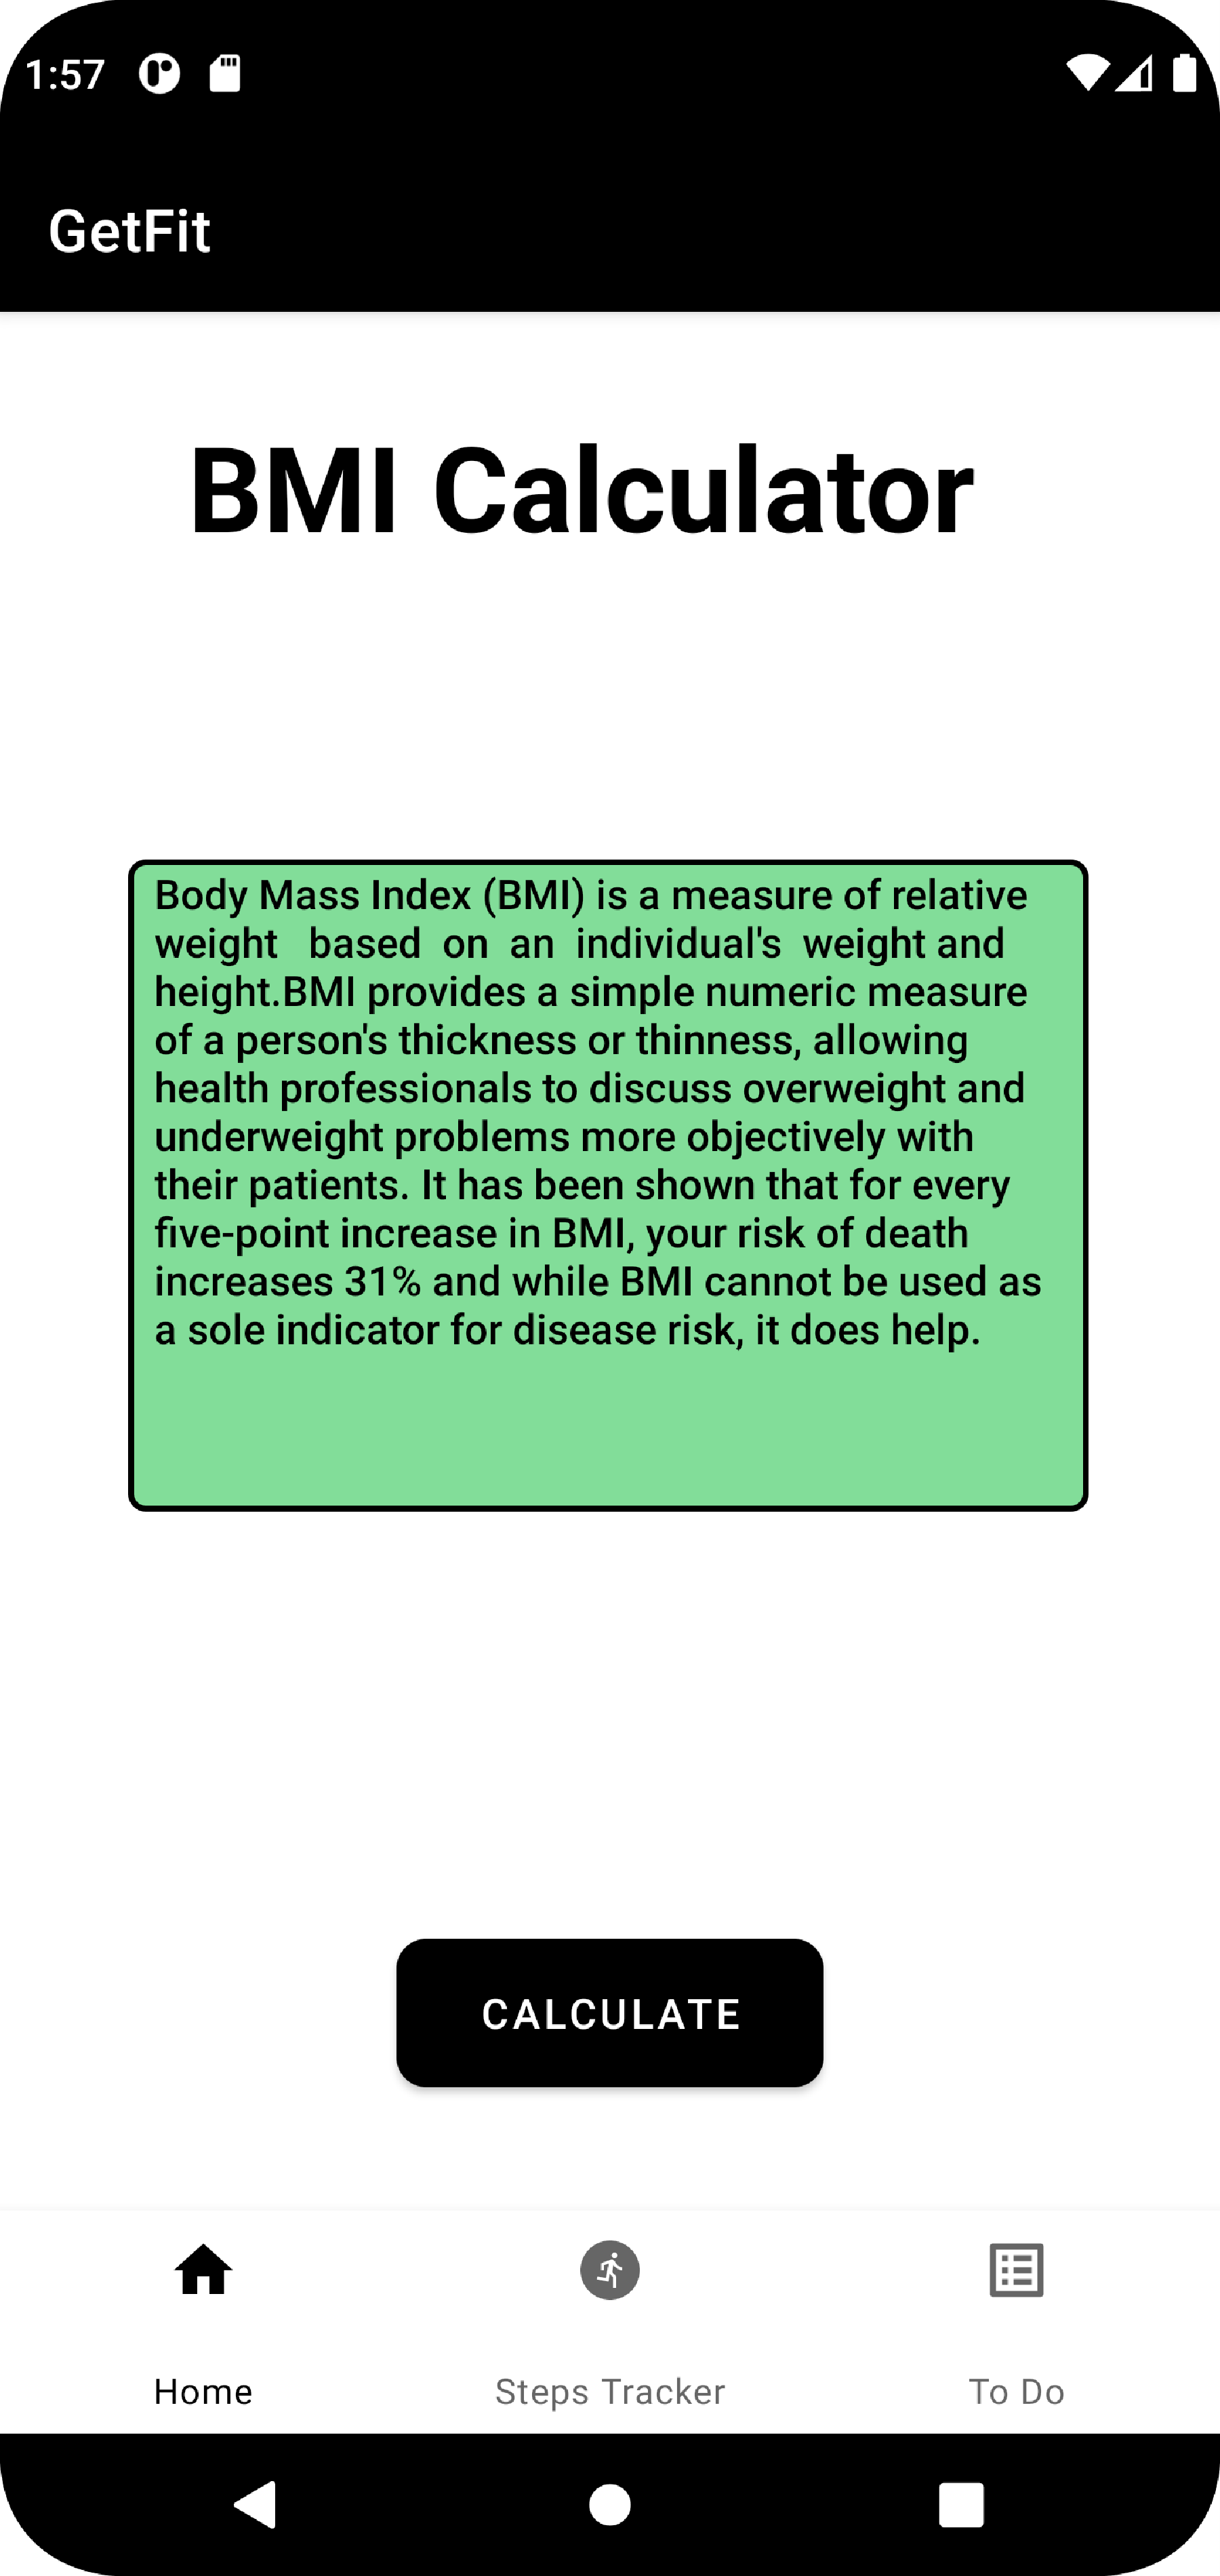 1:57
GetFit
BMI Calculator
Body Mass Index (BMI) is a measure of relative
weight based on an individual's weight and
height.BMI provides a simple numeric measure
of a person's thickness or thinness, allowing
health professionals to discuss overweight and
underweight problems more objectively with
their patients. It has been shown that for every
five-point increase in BMI, your risk of death
increases 31% and while BMI cannot be used as
a sole indicator for disease risk, it does help.
CALCULATE
Home
Steps Tracker
To Do